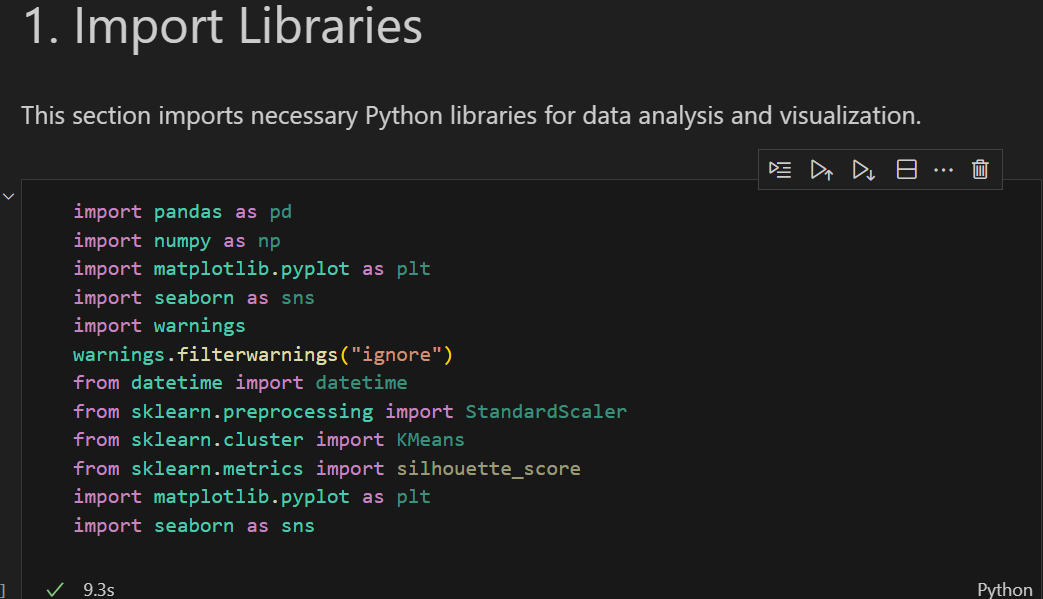 1. Import Libraries
This section imports necessary Python libraries for data analysis and visualization.
import pandas as pd
import numpy as np
import matplotlib.pyplot as plt
import seaborn as sns
import warnings
warnings.filterwarnings("ignore")
from datetime import datetime
from sklearn.preprocessing import StandardScaler
from sklearn.cluster import KMeans
from sklearn.metrics import silhouette_score
import matplotlib.pyplot as plt
import seaborn as sns
] 9.3s Python